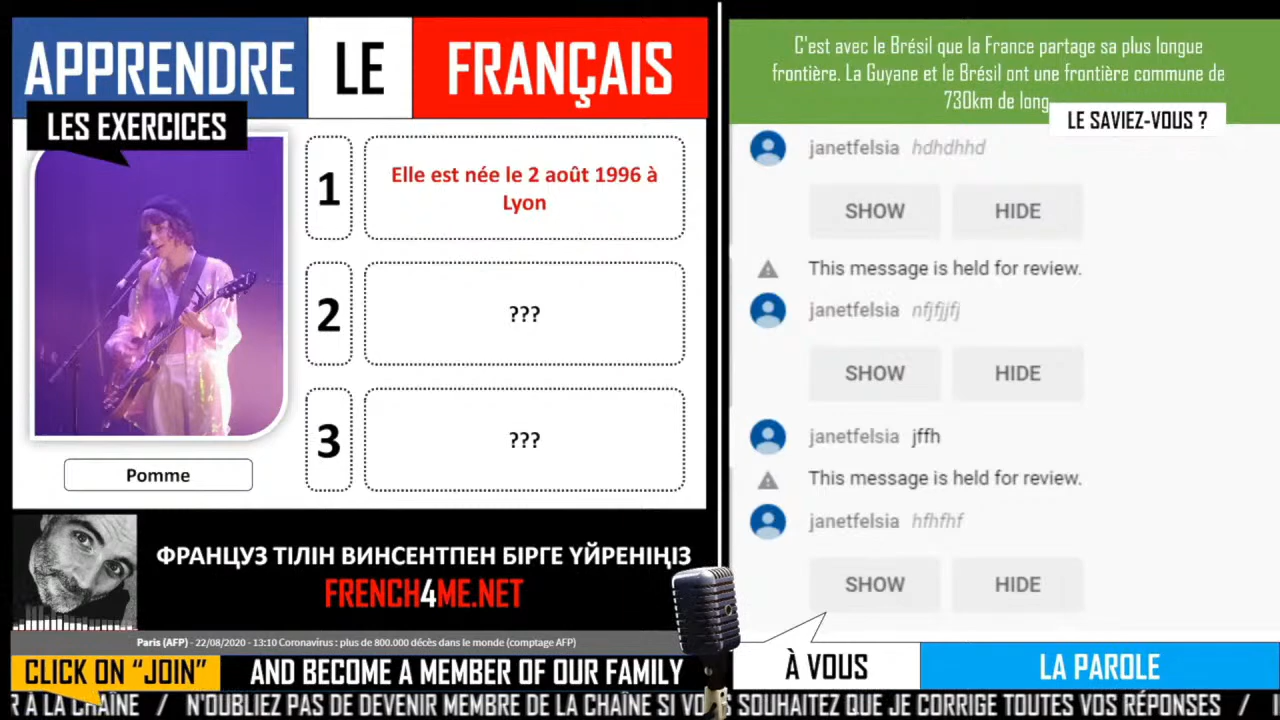 APPRENDRE LE FRANÇAIS
LES EXERCICES
1
Elle est née le 2 août 1996 à
Lyon
2
???
3
???
Pomme
ФРАНЦУЗ ТІЛІН ВИНСЕНТПЕН БІРГЕ ҮЙРЕНІҢІЗ
FRENCH4ME.NET
Paris (AFP) - 22/08/2020 - 13:10 Coronavirus : plus de 800.000 décès dans le monde (comptage AFP)
CLICK ON “JOIN” AND BECOME A MEMBER OF OUR FAMILY
C'est avec le Brésil que la France partage sa plus longue
frontière. La Guyane et le Brésil ont une frontière commune de
730km de long
LE SAVIEZ-VOUS ?
janetfelsia hdhdhhd
SHOW HIDE
This message is held for review.
janetfelsia nfjfjjfj
SHOW HIDE
janetfelsia jffh
This message is held for review.
janetfelsia hfhfhf
SHOW HIDE
À VOUS LA PAROLE
R À LA CHAÎNE / N'OUBLIEZ PAS DE DEVENIR MEMBRE DE LA CHAÎNE SI VOUS SOUHAITEZ QUE JE CORRIGE TOUTES VOS RÉPONSES /